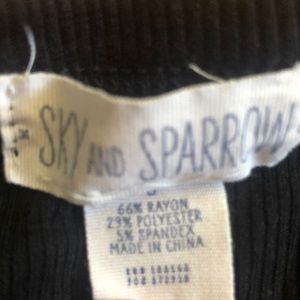 SKY AND SPARROW
66% RAYON
29% POLYESTER
5% SPANDEX
MADE IN CHINA